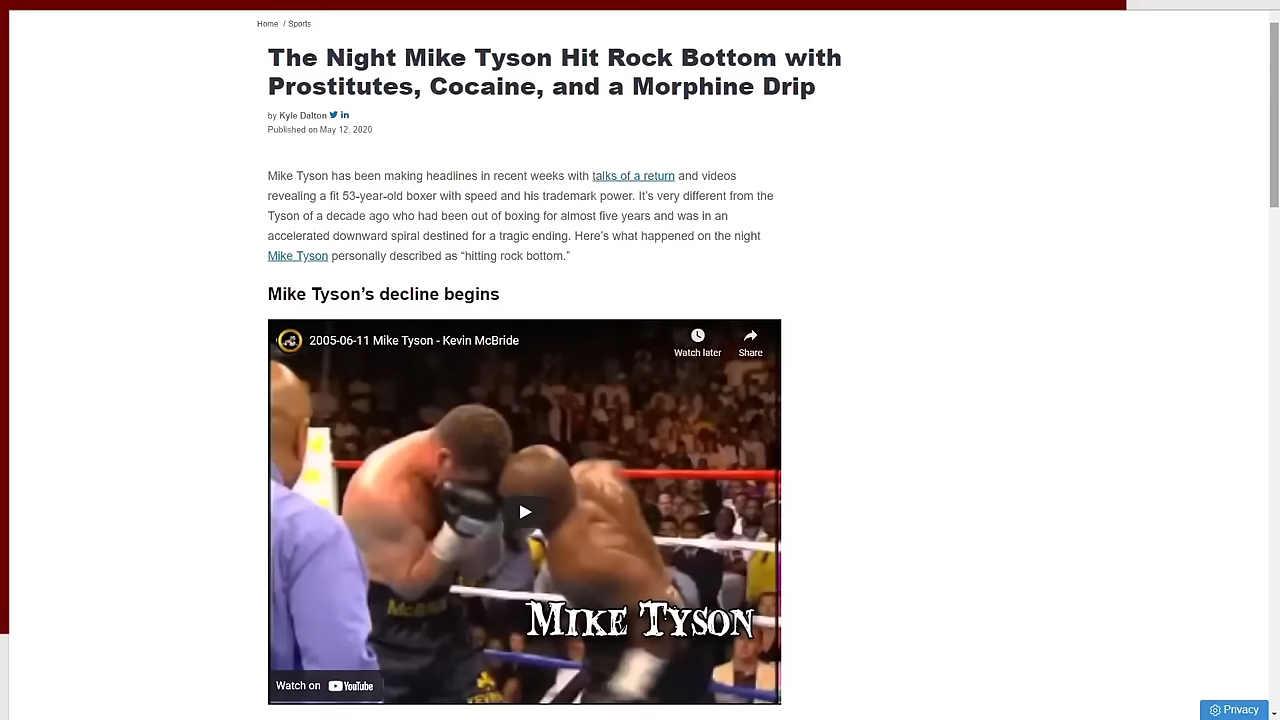 Home / Sports
The Night Mike Tyson Hit Rock Bottom with
Prostitutes, Cocaine, and a Morphine Drip
by Kyle Dalton
Published on May 12, 2020
Mike Tyson has been making headlines in recent weeks with talks of a return and videos
revealing a fit 53-year-old boxer with speed and his trademark power. It's very different from the
Tyson of a decade ago who had been out of boxing for almost five years and was in an
accelerated downward spiral destined for a tragic ending. Here's what happened on the night
Mike Tyson personally described as “hitting rock bottom.”
Mike Tyson’s decline begins
2005-06-11 Mike Tyson - Kevin McBride
Watch later
Share
MIKE TYSON
Watch on YouTube
Privacy